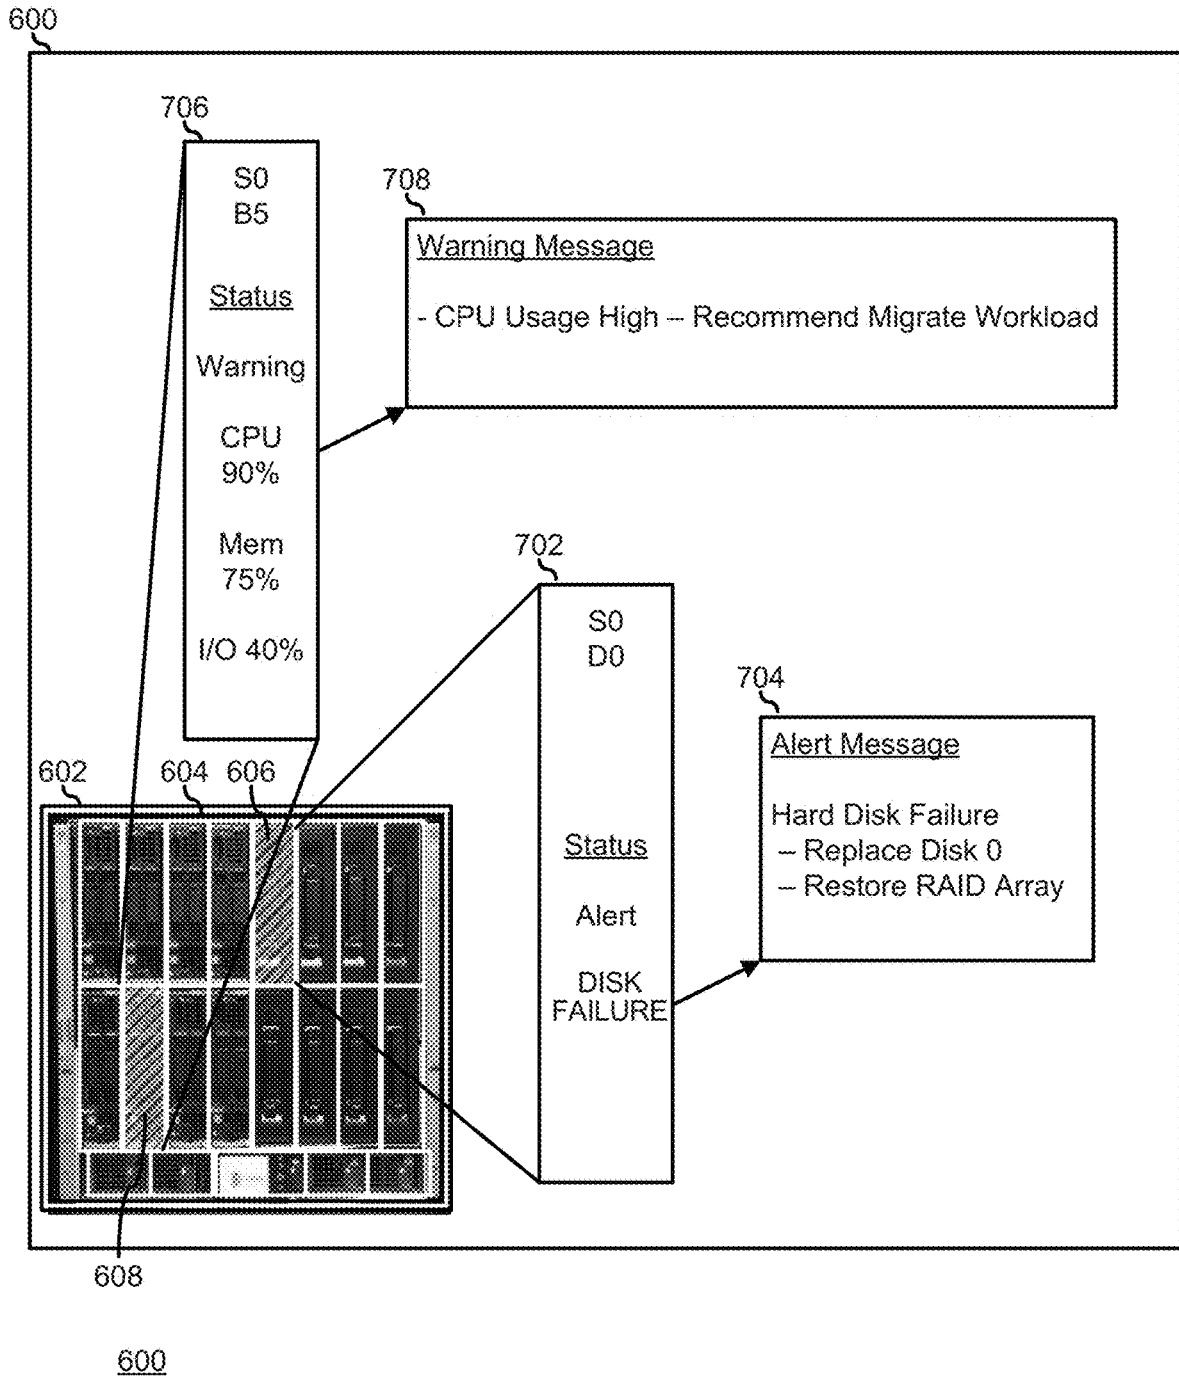 600
706
S0
B5
Status
Warning
CPU
90%
Mem
75%
I/O 40%
708
Warning Message
- CPU Usage High – Recommend Migrate Workload
702
S0
D0
Status
Alert
DISK
FAILURE
704
Alert Message
Hard Disk Failure
– Replace Disk 0
– Restore RAID Array
602
604
606
608
600